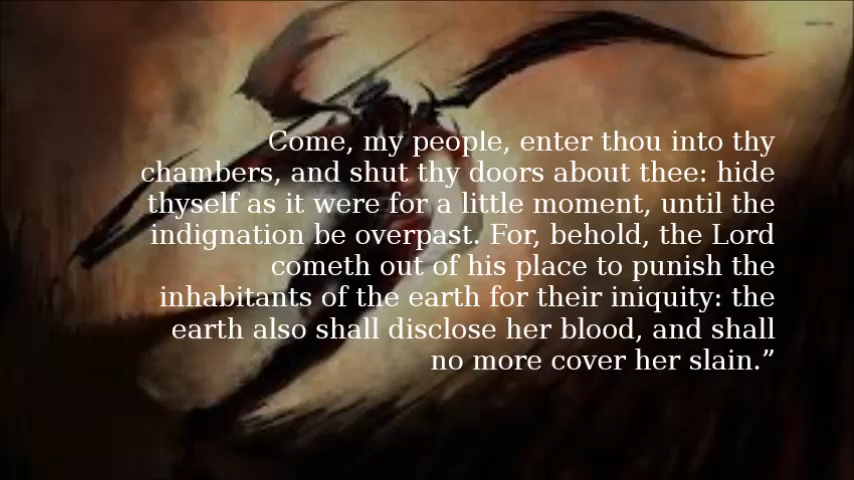 Come, my people, enter thou into thy
chambers, and shut thy doors about thee: hide
thyself as it were for a little moment, until the
indignation be overpast. For, behold, the Lord
cometh out of his place to punish the
inhabitants of the earth for their iniquity: the
earth also shall disclose her blood, and shall
no more cover her slain.”